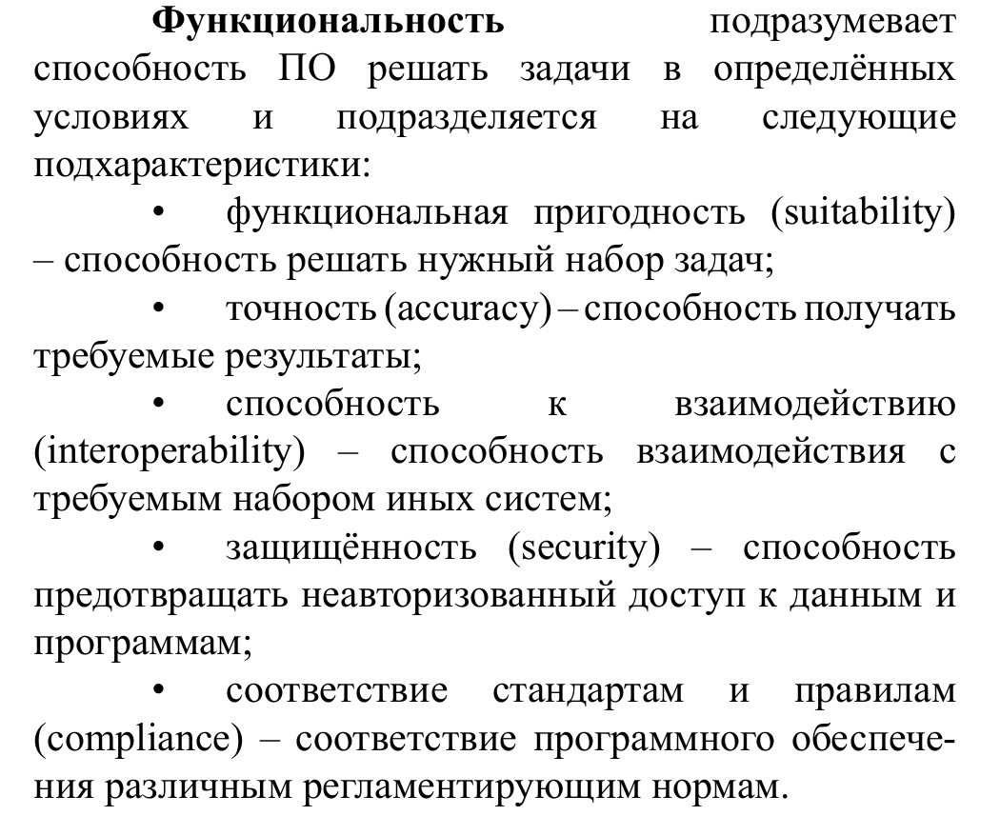 Функциональность подразумевает
способность ПО решать задачи в определённых
условиях и подразделяется на следующие
подхарактеристики:
• функциональная пригодность (suitability)
– способность решать нужный набор задач;
• точность (accuracy) – способность получать
требуемые результаты;
• способность к взаимодействию
(interoperability) – способность взаимодействия с
требуемым набором иных систем;
• защищённость (security) – способность
предотвращать неавторизованный доступ к данным и
программам;
• соответствие стандартам и правилам
(compliance) – соответствие программного обеспече-
ния различным регламентирующим нормам.